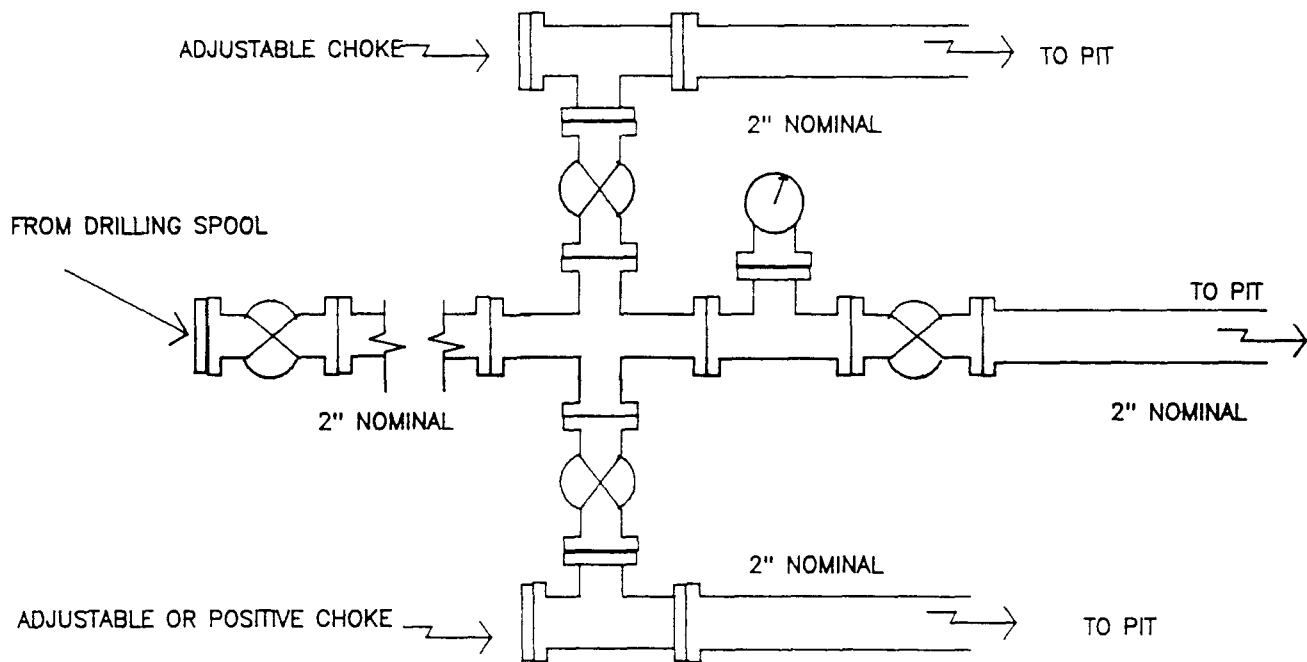 ADJUSTABLE CHOKE
TO PIT
2" NOMINAL
FROM DRILLING SPOOL
TO PIT
2" NOMINAL
2" NOMINAL
2" NOMINAL
ADJUSTABLE OR POSITIVE CHOKE
TO PIT